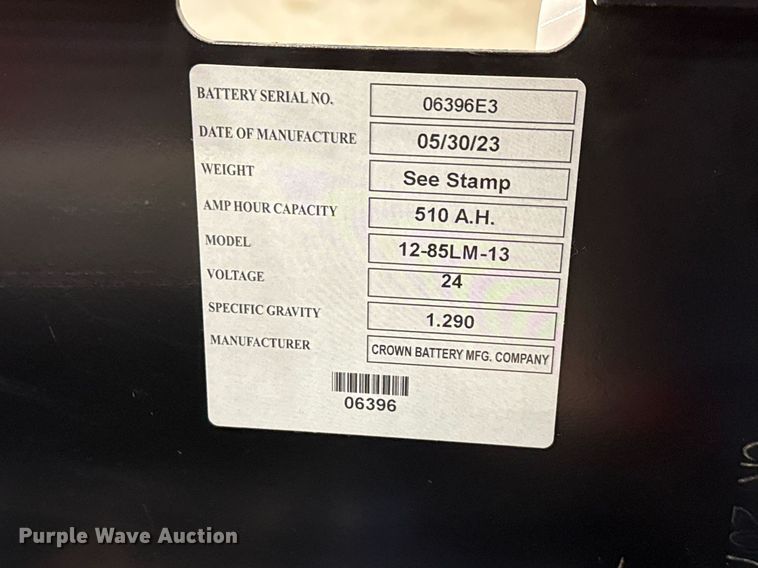 BATTERY SERIAL NO. 06396E3
DATE OF MANUFACTURE 05/30/23
WEIGHT See Stamp
AMP HOUR CAPACITY 510 A.H.
MODEL 12-85LM-13
VOLTAGE 24
SPECIFIC GRAVITY 1.290
MANUFACTURER CROWN BATTERY MFG. COMPANY
06396
Purple Wave Auction